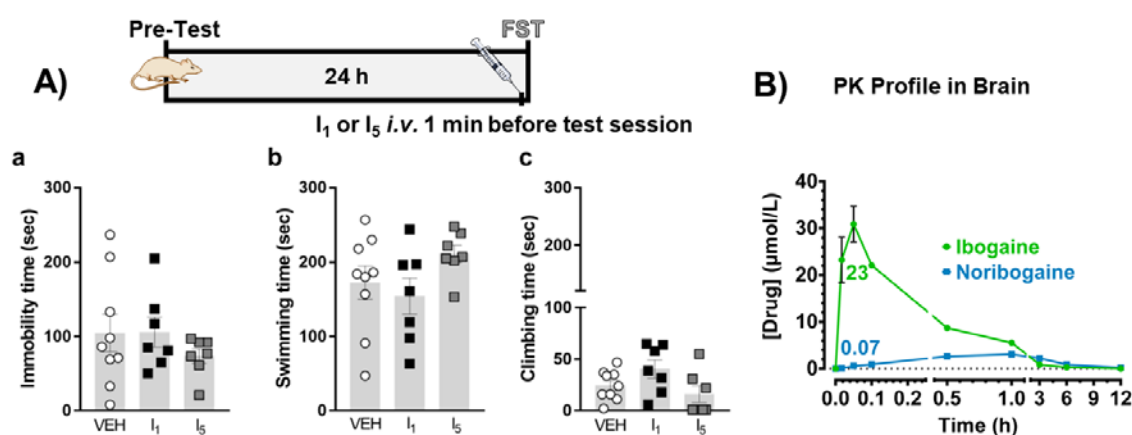 Pre-Test
FST
A)
24 h
I₁ or I₅ i.v. 1 min before test session
B)
PK Profile in Brain
a
300
200
100
0
Immobility time (sec)
VEH I₁ I₅
b
300
200
100
0
Swimming time (sec)
VEH I₁ I₅
c
300
200
100
50
0
Climbing time (sec)
VEH I₁ I₅
40
30
20
10
0
[Drug] (µmol/L)
Ibogaine
Noribogaine
23
0.07
0.0 0.1 0.2 0.5 1.0 3 6 9 12
Time (h)